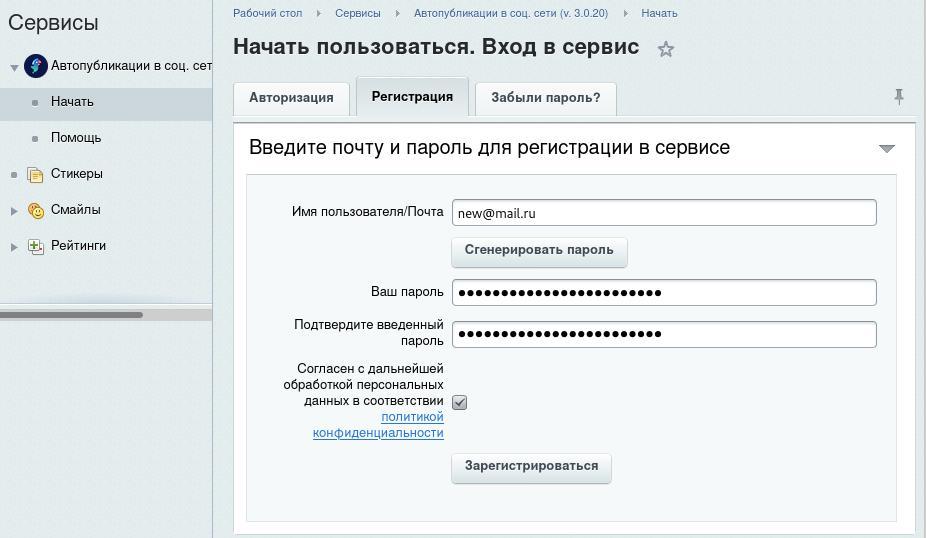 Сервисы
Автопубликации в соц. сет
Начать
Помощь
Стикеры
Смайлы
Рейтинги
Рабочий стол Сервисы Автопубликации в соц. сети (v. 3.0.20) Начать
Начать пользоваться. Вход в сервис
Авторизация Регистрация Забыли пароль?
Введите почту и пароль для регистрации в сервисе
Имя пользователя/Почта new@mail.ru
Сгенерировать пароль
Ваш пароль
Подтвердите введенный
пароль
Согласен с дальнейшей
обработкой персональных
данных в соответствии
политикой
конфиденциальности
Зарегистрироваться